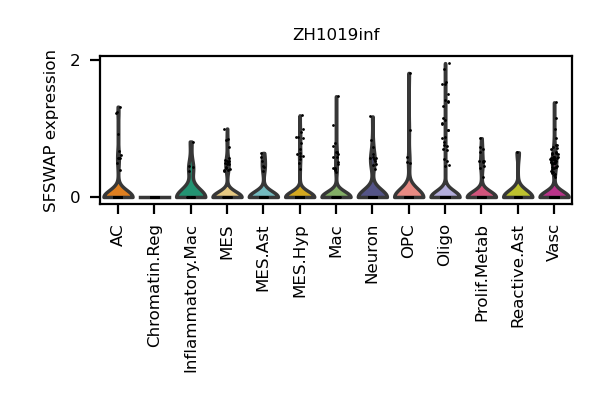 ZH1019inf
SFSWAP expression
2
0
AC
Chromatin.Reg
Inflammatory.Mac
MES
MES.Ast
MES.Hyp
Mac
Neuron
OPC
Oligo
Prolif.Metab
Reactive.Ast
Vasc